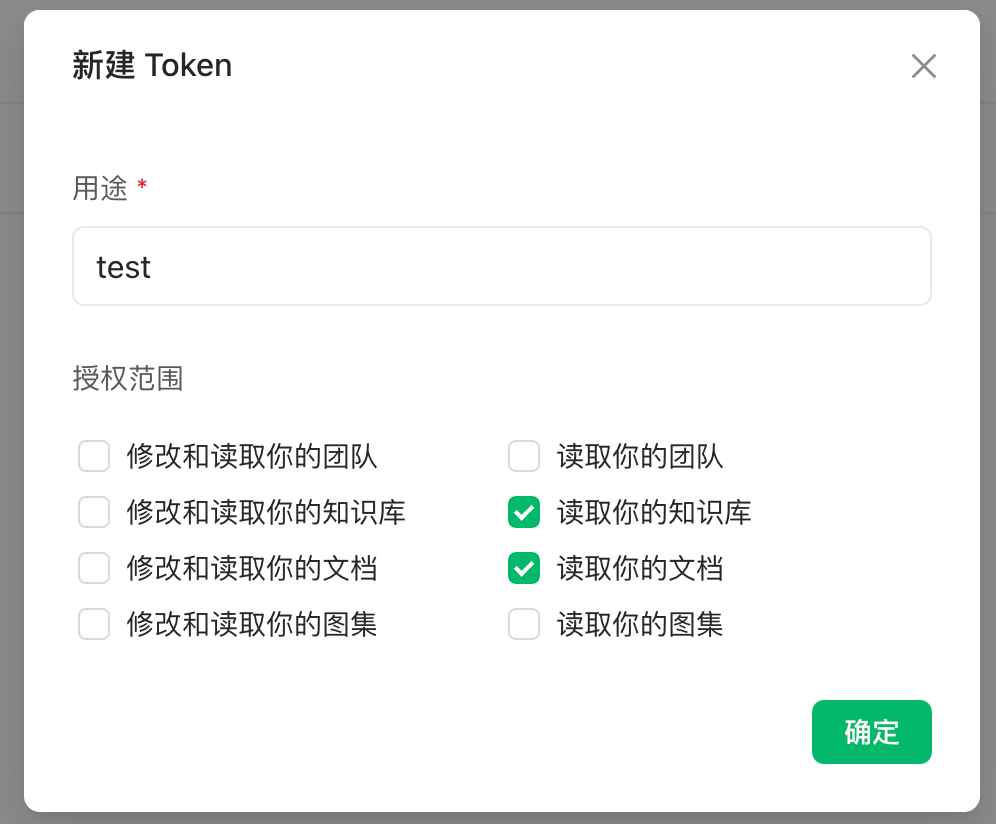 新建 Token
用途 *
test
授权范围
修改和读取你的团队 读取你的团队
修改和读取你的知识库 读取你的知识库
修改和读取你的文档 读取你的文档
修改和读取你的图集 读取你的图集
确定